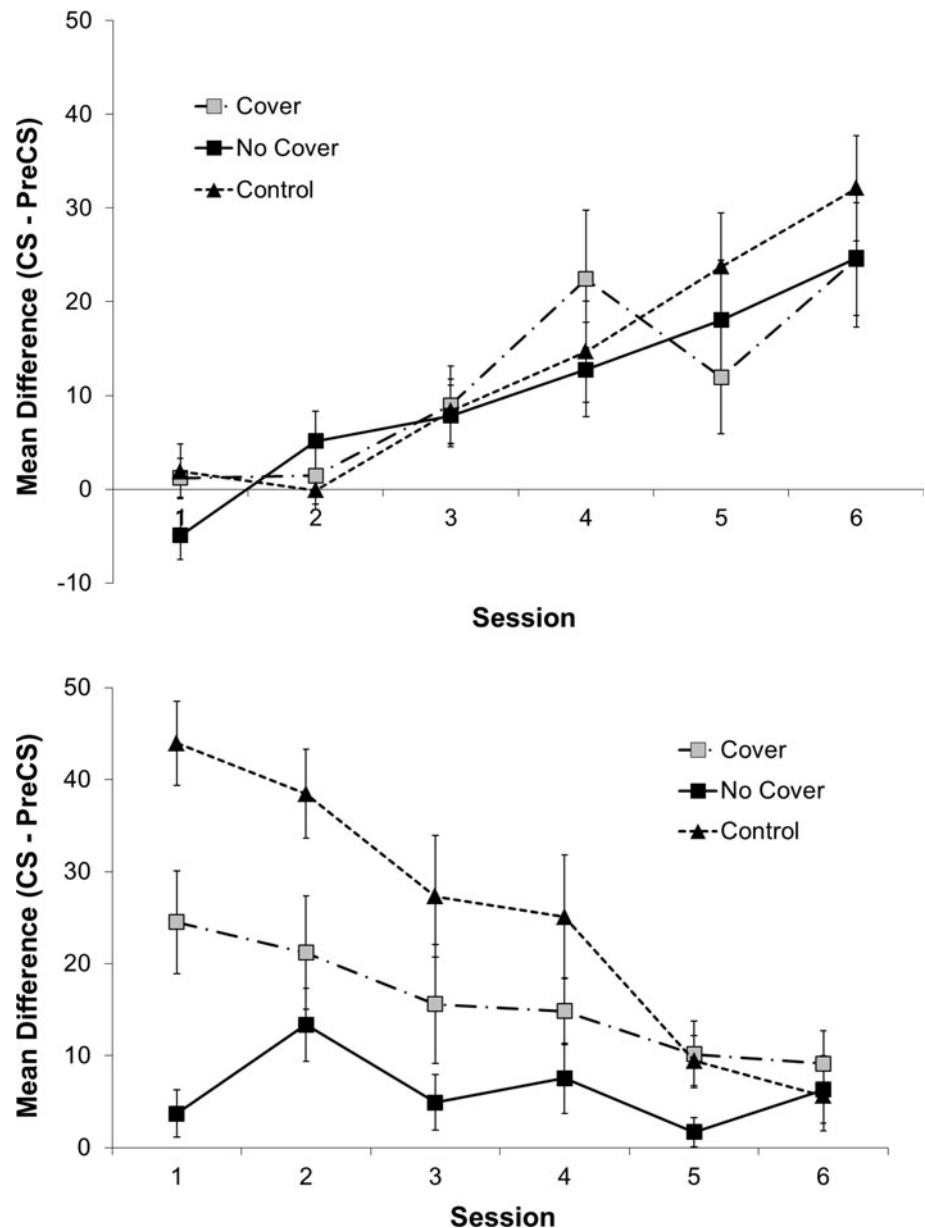 50
40
30
20
10
0
-10
Mean Difference (CS - PreCS)
Cover
No Cover
Control
1 2 3 4 5 6
Session
50
40
30
20
10
0
Mean Difference (CS - PreCS)
Cover
No Cover
Control
1 2 3 4 5 6
Session